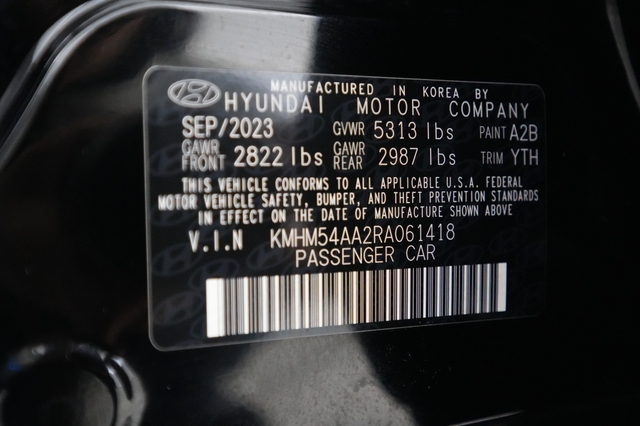 MANUFACTURED IN KOREA BY
HYUNDAI MOTOR COMPANY
SEP/2023 GVWR 5313 lbs PAINT A2B
GAWR FRONT 2822 lbs GAWR REAR 2987 lbs TRIM YTH
THIS VEHICLE CONFORMS TO ALL APPLICABLE U.S.A. FEDERAL
MOTOR VEHICLE SAFETY, BUMPER, AND THEFT PREVENTION STANDARDS
IN EFFECT ON THE DATE OF MANUFACTURE SHOWN ABOVE
V.I.N KMHM54AA2RA061418
PASSENGER CAR